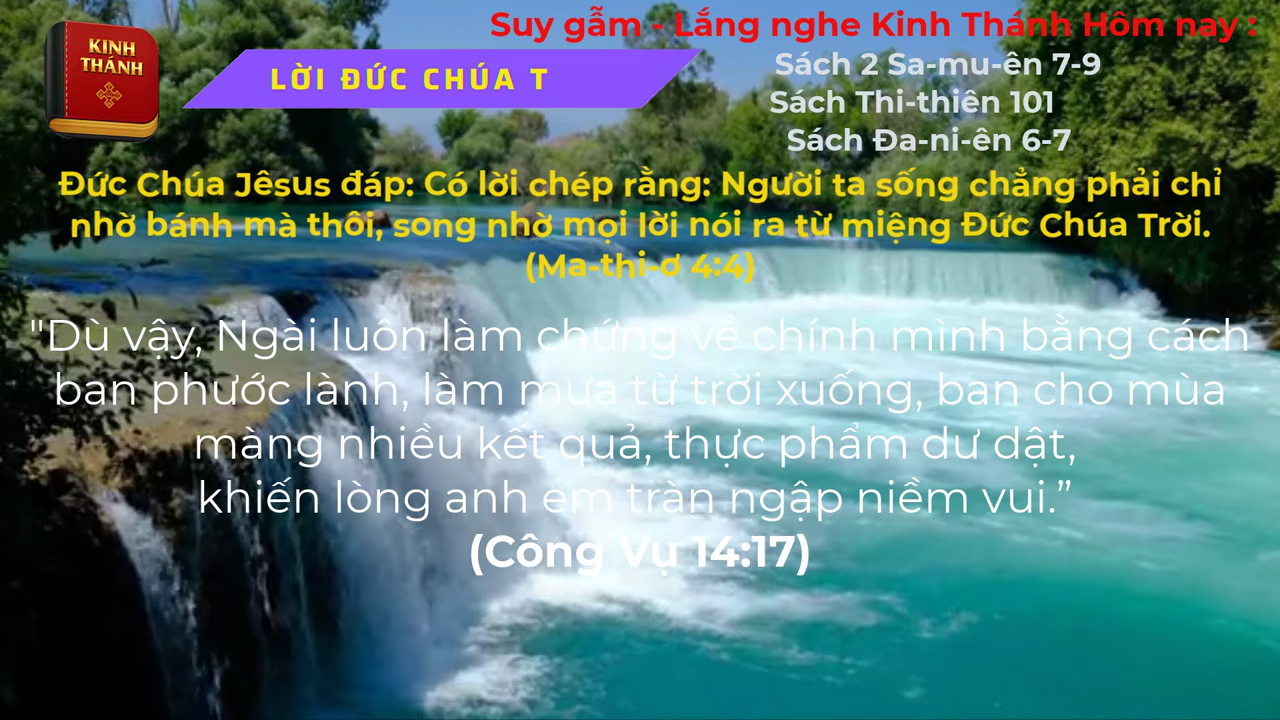 Suy gẫm - Lắng nghe Kinh Thánh Hôm nay :
KINH
THÁNH
LỜI ĐỨC CHÚA T
Sách 2 Sa-mu-ên 7-9
Sách Thi-thiên 101
Sách Đa-ni-ên 6-7
Đức Chúa Jêsus đáp: Có lời chép rằng: Người ta sống chẳng phải chỉ
nhờ bánh mà thôi, song nhờ mọi lời nói ra từ miệng Đức Chúa Trời.
(Ma-thi-ơ 4:4)
"Dù vậy, Ngài luôn làm chứng về chính mình bằng cách
ban phước lành, làm mưa từ trời xuống, ban cho mùa
màng nhiều kết quả, thực phẩm dư dật,
khiến lòng anh em tràn ngập niềm vui.”
(Công Vụ 14:17)